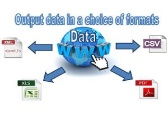 Output data in a choice of formats
Data
WWW
XML
CSV
XLS
PDF